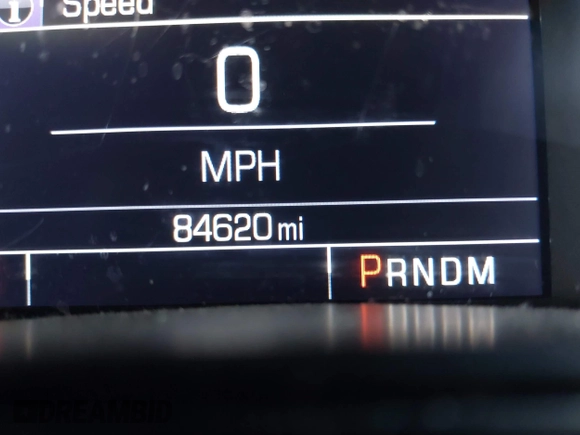 i Speed
0
MPH
84620 mi
PRNDM
DREAMBID